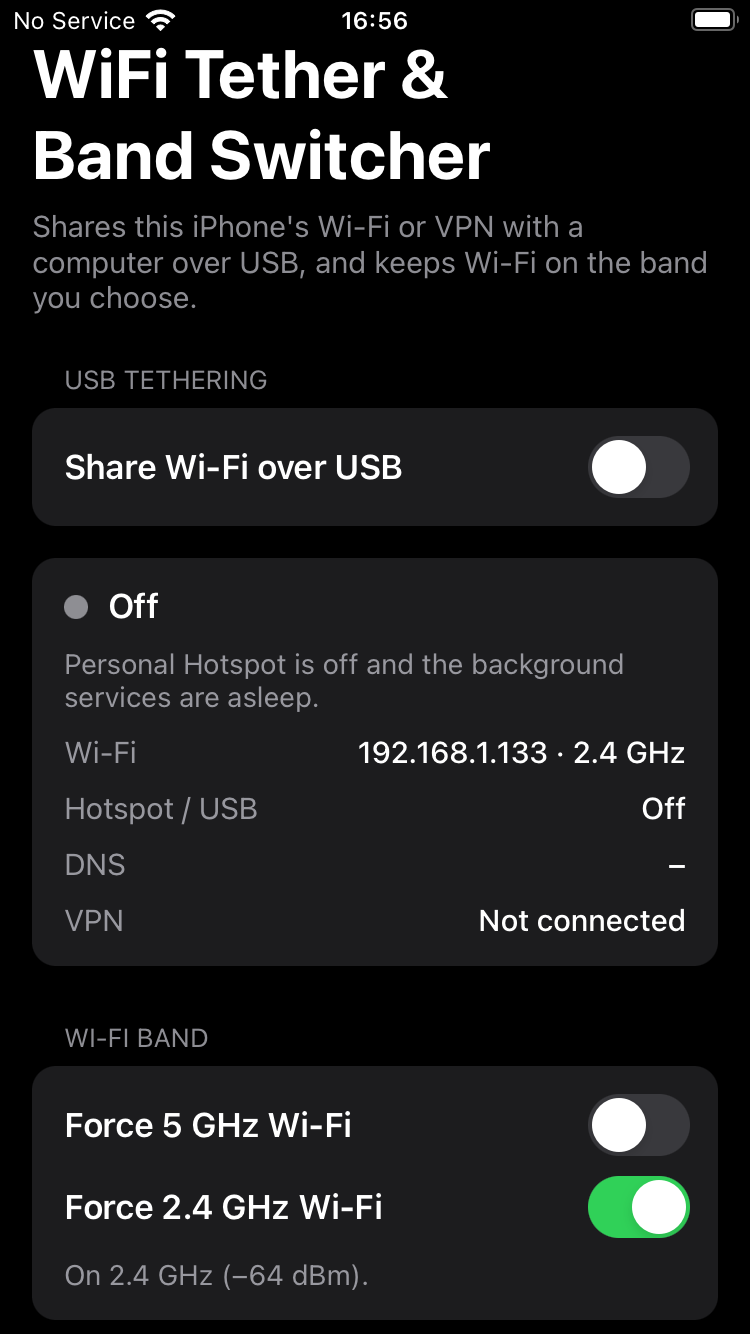 No Service
16:56
WiFi Tether &
Band Switcher
Shares this iPhone's Wi-Fi or VPN with a
computer over USB, and keeps Wi-Fi on the band
you choose.
USB TETHERING
Share Wi-Fi over USB
Off
Personal Hotspot is off and the background
services are asleep.
Wi-Fi 192.168.1.133 · 2.4 GHz
Hotspot / USB Off
DNS –
VPN Not connected
WI-FI BAND
Force 5 GHz Wi-Fi
Force 2.4 GHz Wi-Fi
On 2.4 GHz (−64 dBm).